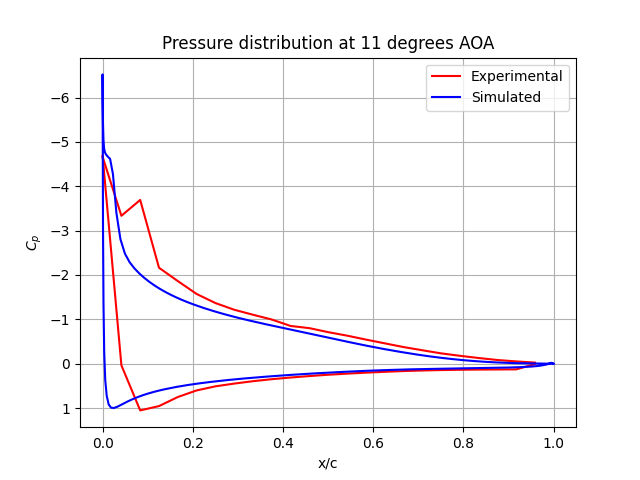 Pressure distribution at 11 degrees AOA
Experimental
Simulated
−6
−5
−4
−3
−2
−1
0
1
Cp
0.0 0.2 0.4 0.6 0.8 1.0
x/c